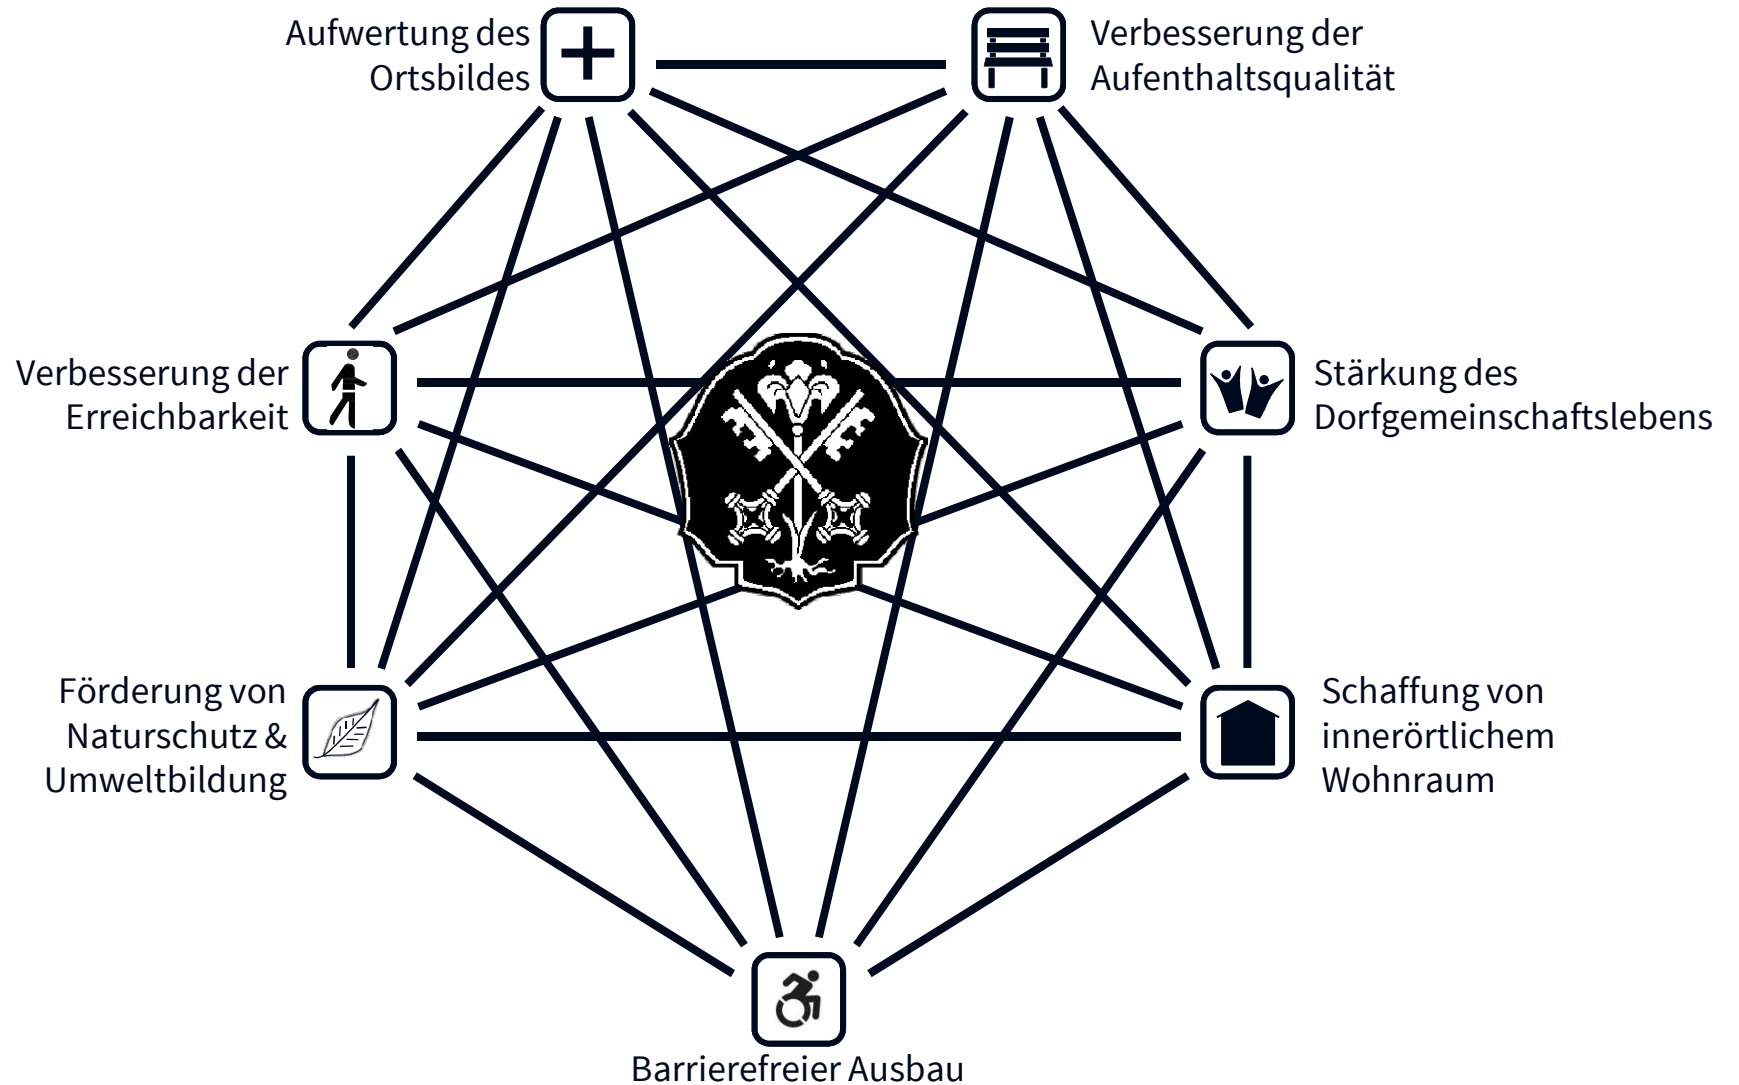 Aufwertung des
Ortsbildes
Verbesserung der
Aufenthaltsqualität
Verbesserung der
Erreichbarkeit
Stärkung des
Dorfgemeinschaftslebens
Förderung von
Naturschutz &
Umweltbildung
Schaffung von
innerörtlichem
Wohnraum
Barrierefreier Ausbau